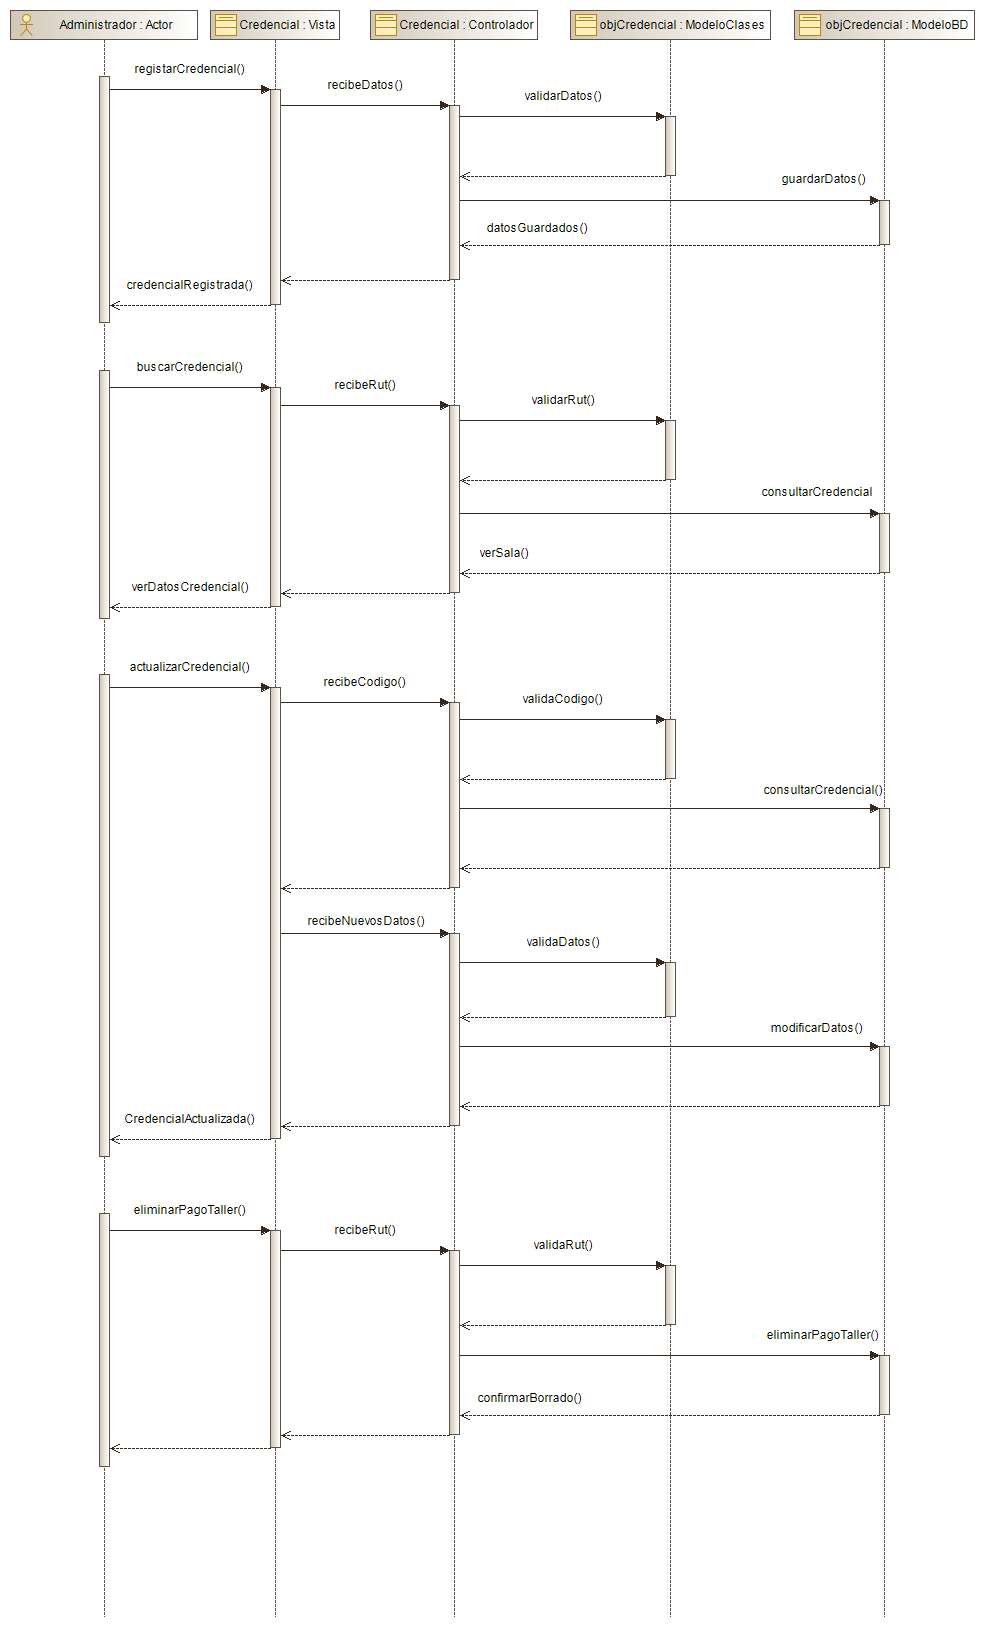 Administrador : Actor
Credencial : Vista
Credencial : Controlador
objCredencial : ModeloClases
objCredencial : ModeloBD
registarCredencial()
recibeDatos()
validarDatos()
guardarDatos()
datosGuardados()
credencialRegistrada()
buscarCredencial()
recibeRut()
validarRut()
consultarCredencial
verSala()
verDatosCredencial()
actualizarCredencial()
recibeCodigo()
validaCodigo()
consultarCredencial()
recibeNuevosDatos()
validaDatos()
modificarDatos()
CredencialActualizada()
eliminarPagoTaller()
recibeRut()
validaRut()
eliminarPagoTaller()
confirmarBorrado()